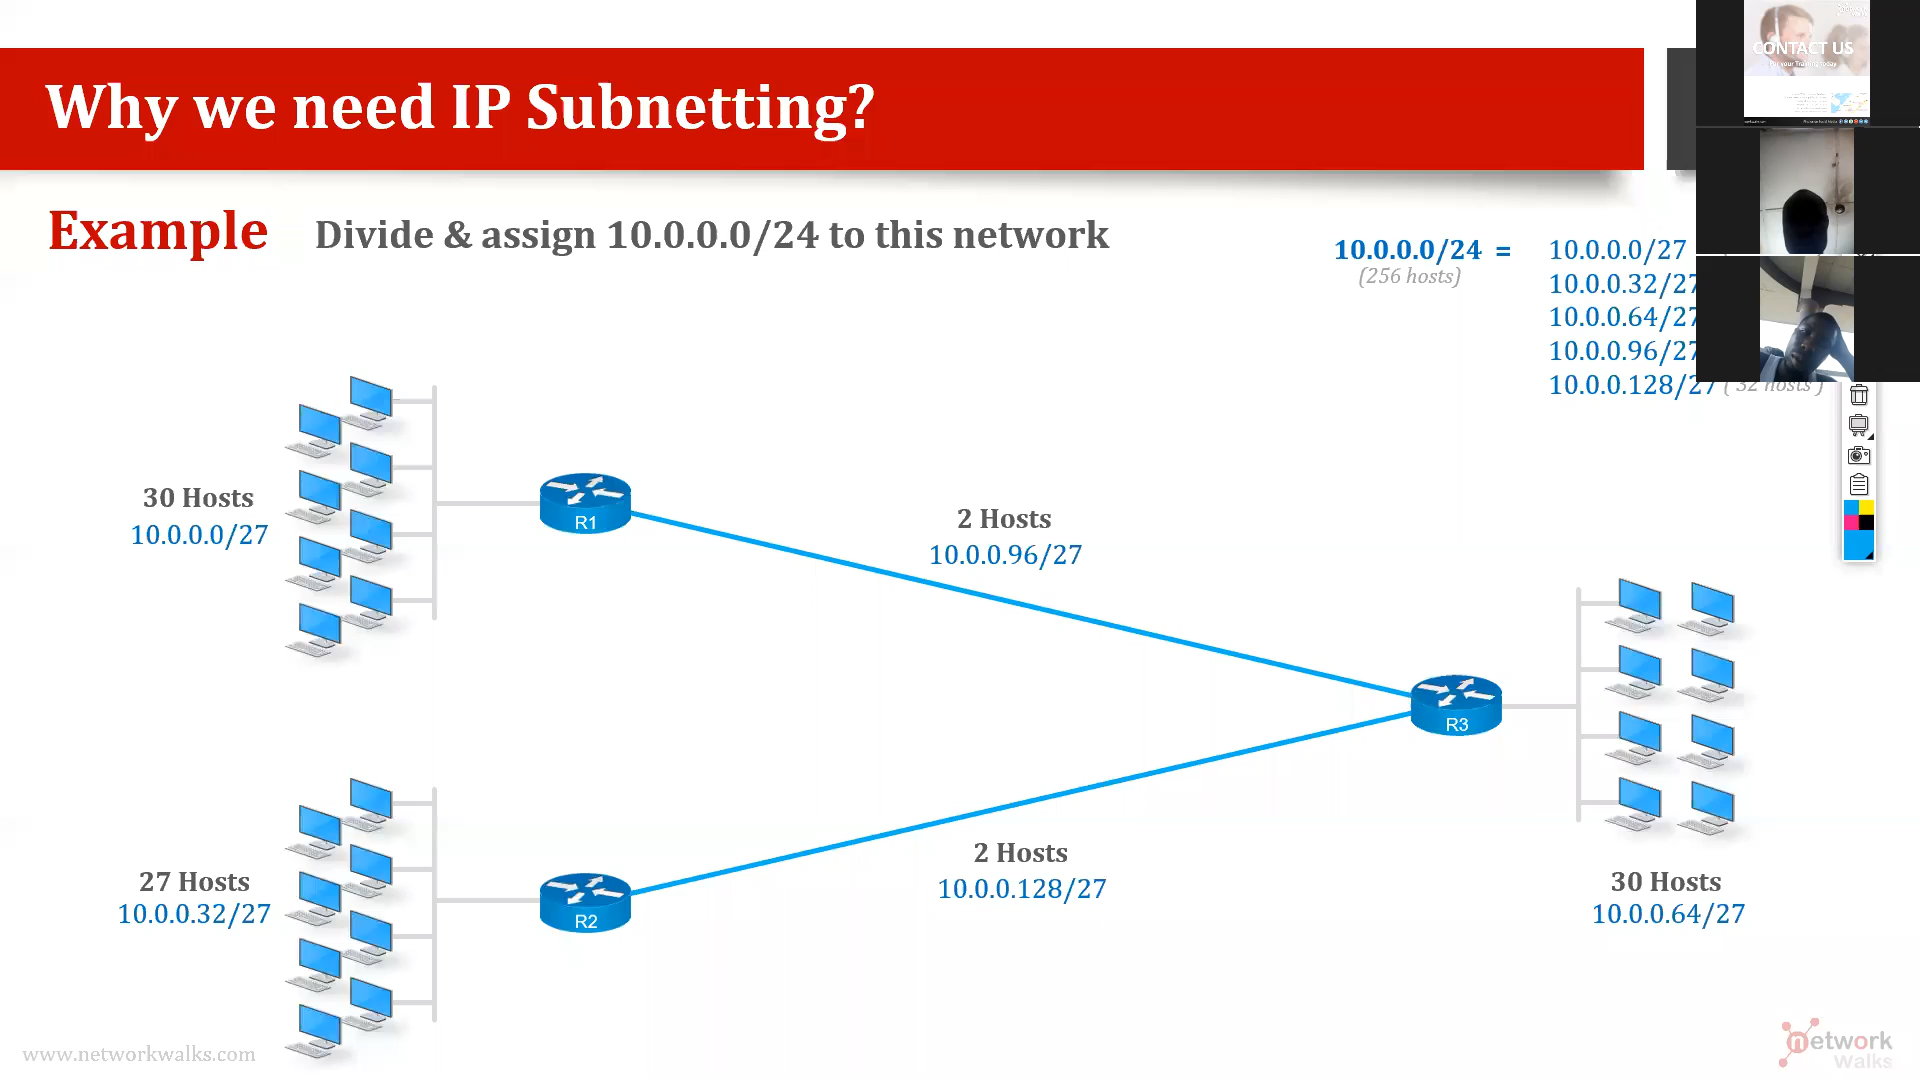 Why we need IP Subnetting?
CONTACT US
Example
Divide & assign 10.0.0.0/24 to this network
10.0.0.0/24 =
(256 hosts)
10.0.0.0/27
10.0.0.32/27
10.0.0.64/27
10.0.0.96/27
10.0.0.128/27 (32 hosts)
30 Hosts
10.0.0.0/27
R1
2 Hosts
10.0.0.96/27
R3
27 Hosts
10.0.0.32/27
R2
2 Hosts
10.0.0.128/27
30 Hosts
10.0.0.64/27
www.networkwalks.com
network
Walks